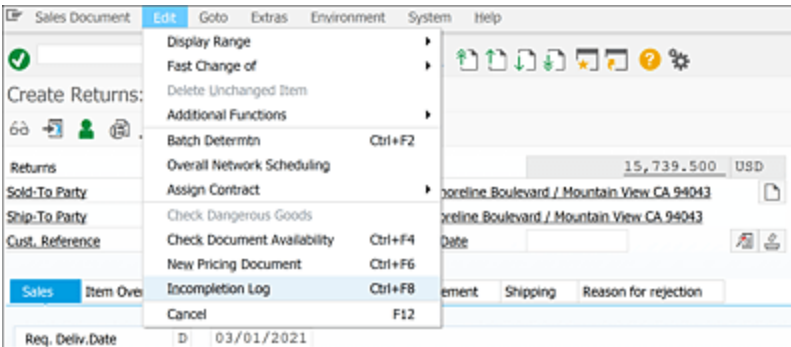 Sales Document Edit Goto Extras Environment System Help
Display Range
Fast Change of
Delete Unchanged Item
Create Returns:
Additional Functions
Batch Determtn Ctrl+F2
Overall Network Scheduling
Returns 15,739.500 USD
Assign Contract
Sold-To Party horeline Boulevard / Mountain View CA 94043
Check Dangerous Goods
Ship-To Party oreline Boulevard / Mountain View CA 94043
Check Document Availability Ctrl+F4
Cust. Reference Date
New Pricing Document Ctrl+F6
Incompletion Log Ctrl+F8
Sales Item Ove ement Shipping Reason for rejection
Cancel F12
Req. Deliv.Date D 03/01/2021